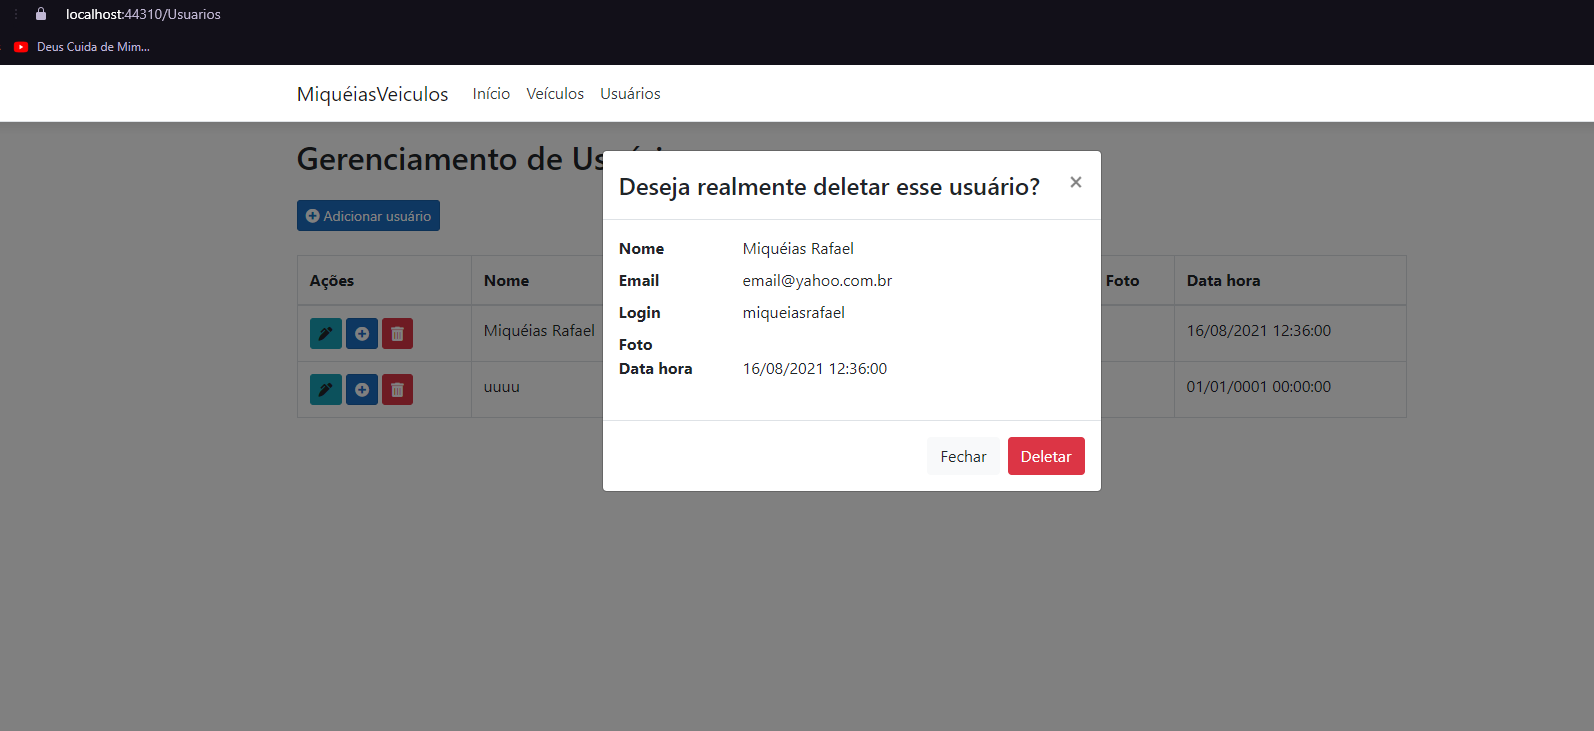 localhost:44310/Usuarios
Deus Cuida de Mim...
MiquéiasVeiculos Início Veículos Usuários
Gerenciamento de
Adicionar usuário
Ações Nome Foto Data hora
Miquéias Rafael 16/08/2021 12:36:00
uuuu 01/01/0001 00:00:00
Deseja realmente deletar esse usuário? ×
Nome Miquéias Rafael
Email email@yahoo.com.br
Login miqueiasrafael
Foto
Data hora 16/08/2021 12:36:00
Fechar Deletar